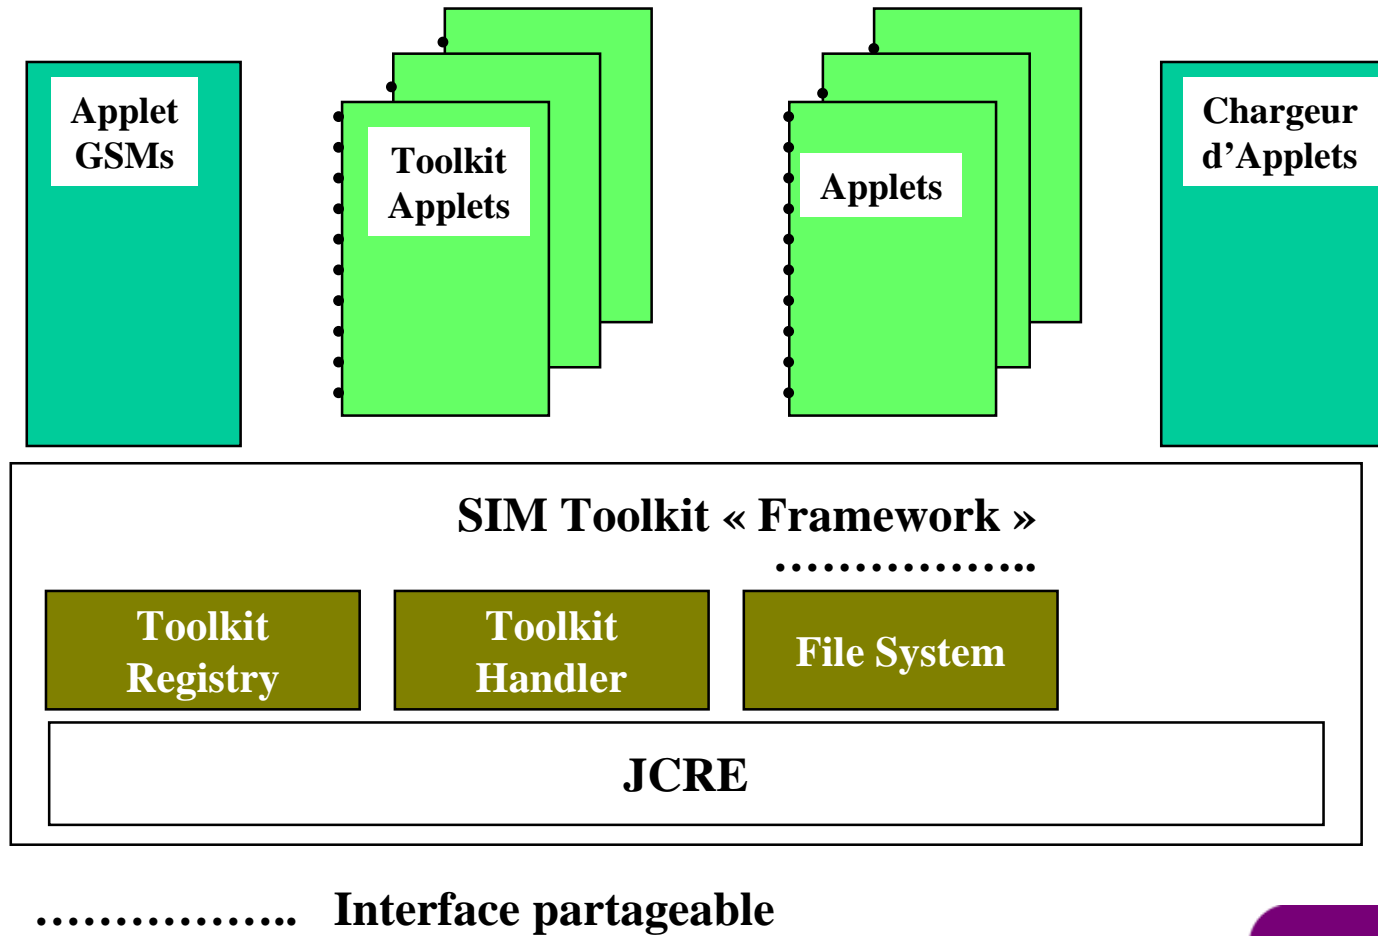 Applet
GSMs
Toolkit
Applets
Applets
Chargeur
d’Applets
SIM Toolkit « Framework »
……………..
Toolkit
Registry
Toolkit
Handler
File System
JCRE
…………….. Interface partageable